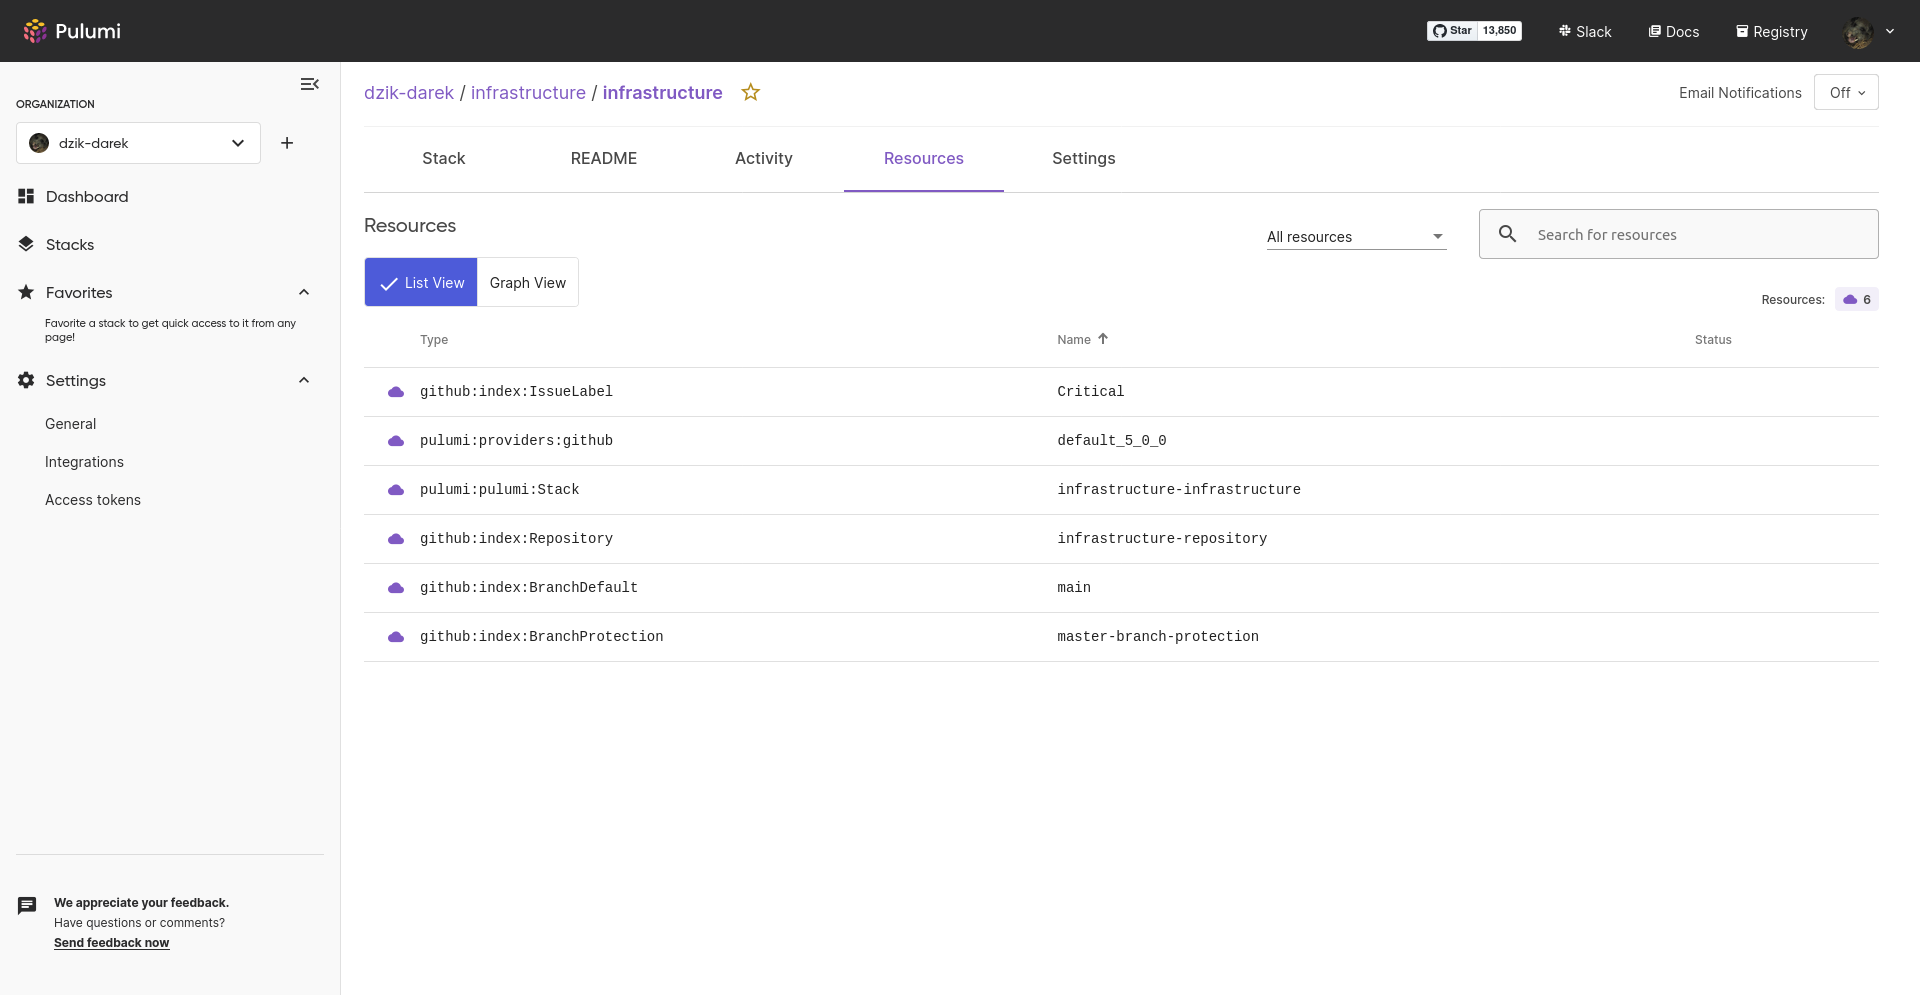 Pulumi
Star 13,850
Slack
Docs
Registry
ORGANIZATION
dzik-darek
Dashboard
Stacks
Favorites
Favorite a stack to get quick access to it from any
page!
Settings
General
Integrations
Access tokens
We appreciate your feedback.
Have questions or comments?
Send feedback now
dzik-darek / infrastructure / infrastructure
Email Notifications
Off
Stack
README
Activity
Resources
Settings
Resources
All resources
Search for resources
List View
Graph View
Resources: 6
Type Name Status
github:index:IssueLabel Critical
pulumi:providers:github default_5_0_0
pulumi:pulumi:Stack infrastructure-infrastructure
github:index:Repository infrastructure-repository
github:index:BranchDefault main
github:index:BranchProtection master-branch-protection